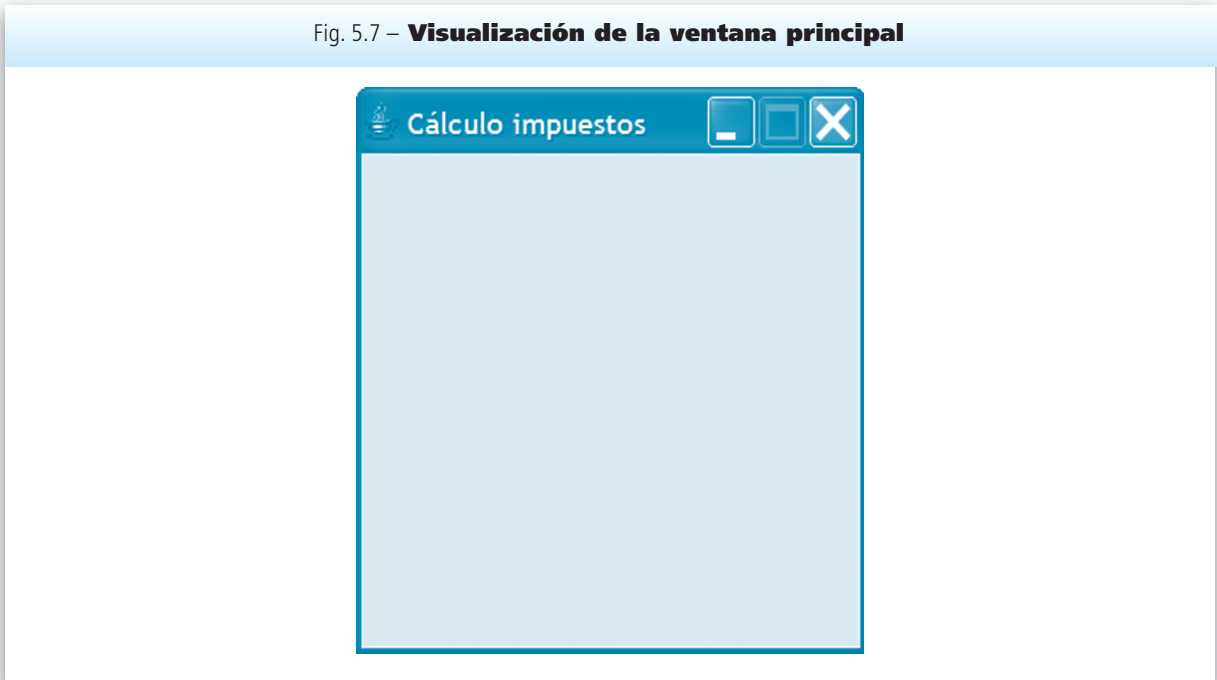 Fig. 5.7 – Visualización de la ventana principal
Cálculo impuestos